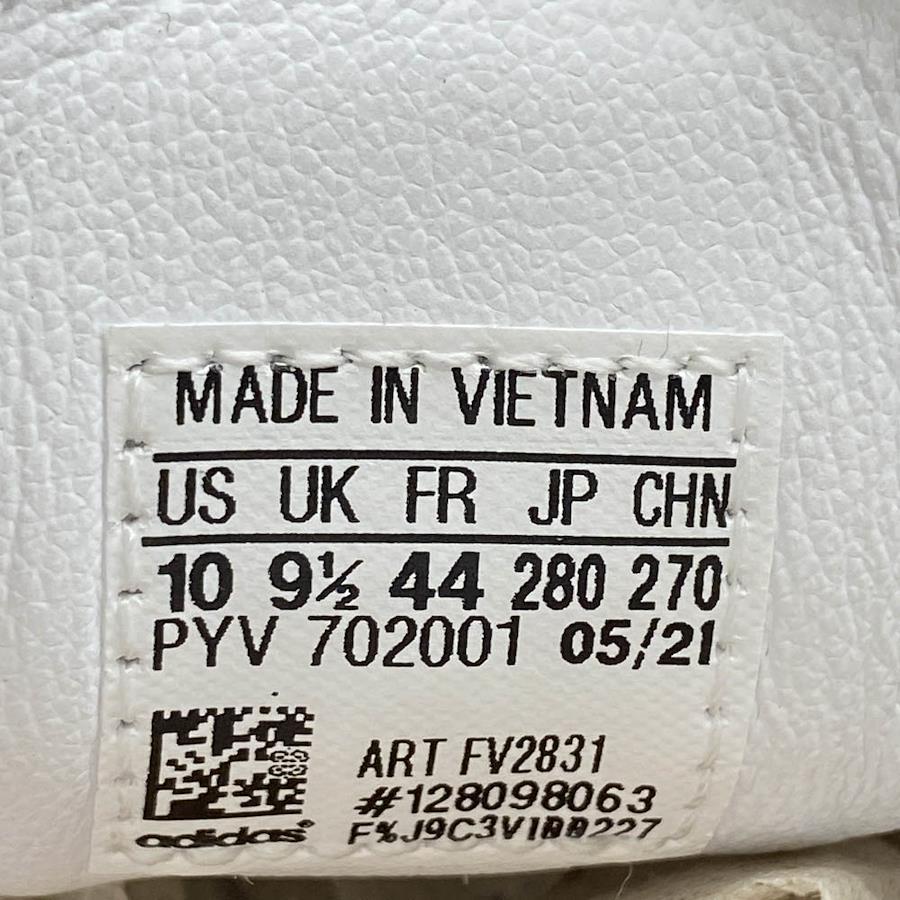 MADE IN VIETNAM
US UK FR JP CHN
10 9½ 44 280 270
PYV 702001 05/21
ART FV2831
#128098063
adidas